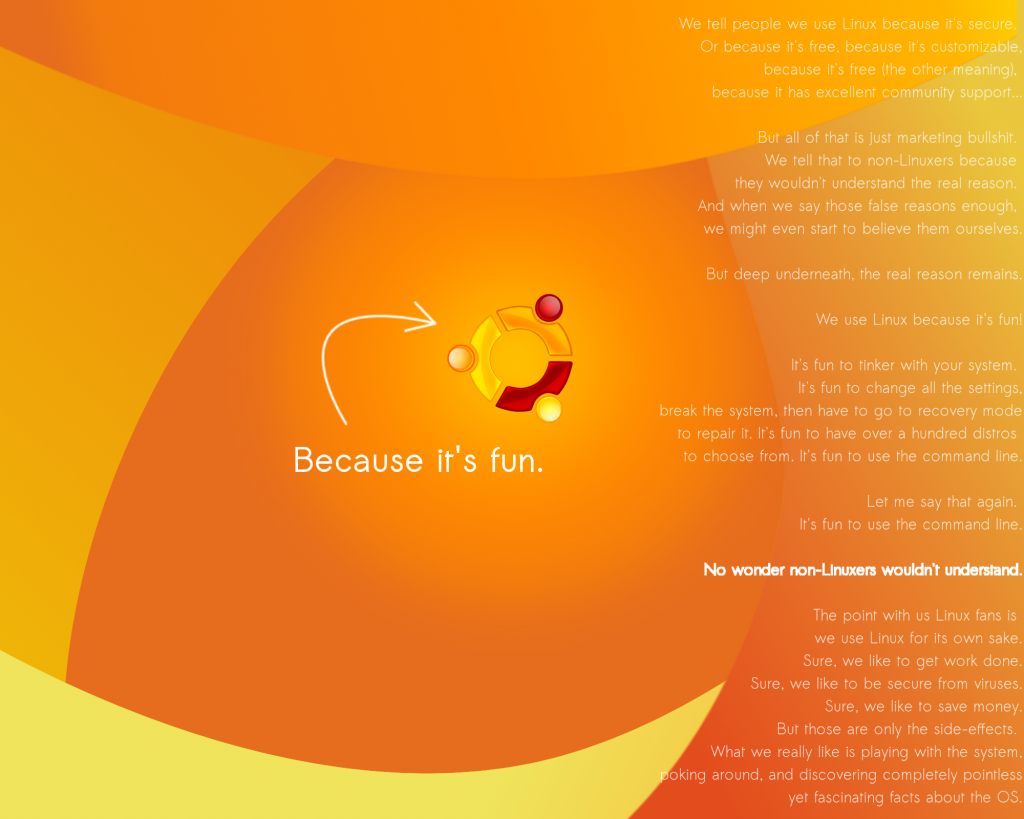 We tell people we use Linux because it's secure.
Or because it's free, because it's customizable,
because it's free (the other meaning),
because it has excellent community support...
But all of that is just marketing bullshit.
We tell that to non-Linuxers because
they wouldn't understand the real reason.
And when we say those false reasons enough,
we might even start to believe them ourselves.
But deep underneath, the real reason remains.
We use Linux because it's fun!
It's fun to tinker with your system.
It's fun to change all the settings,
break the system, then have to go to recovery mode
to repair it. It's fun to have over a hundred distros
to choose from. It's fun to use the command line.
Let me say that again.
It's fun to use the command line.
No wonder non-Linuxers wouldn't understand.
The point with us Linux fans is
we use Linux for its own sake.
Sure, we like to get work done.
Sure, we like to be secure from viruses.
Sure, we like to save money.
But those are only the side-effects.
What we really like is playing with the system,
poking around, and discovering completely pointless
yet fascinating facts about the OS.
Because it's fun.